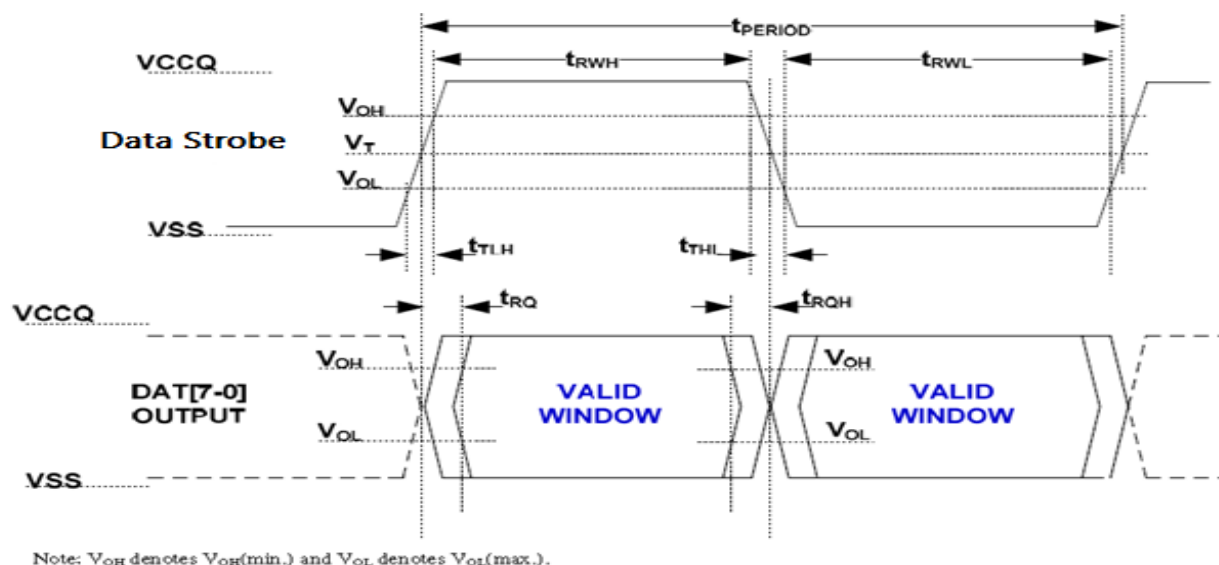 tPERIOD
VCCQ
tRWH
tRWL
VOH
Data Strobe
VT
VOL
VSS
tTLH
tTHL
tRQ
tRQH
VCCQ
VOH
VOH
DAT[7-0]
OUTPUT
VALID
WINDOW
VALID
WINDOW
VOL
VOL
VSS
Note: VOH denotes VOH(min.) and VOL denotes VOL(max.).